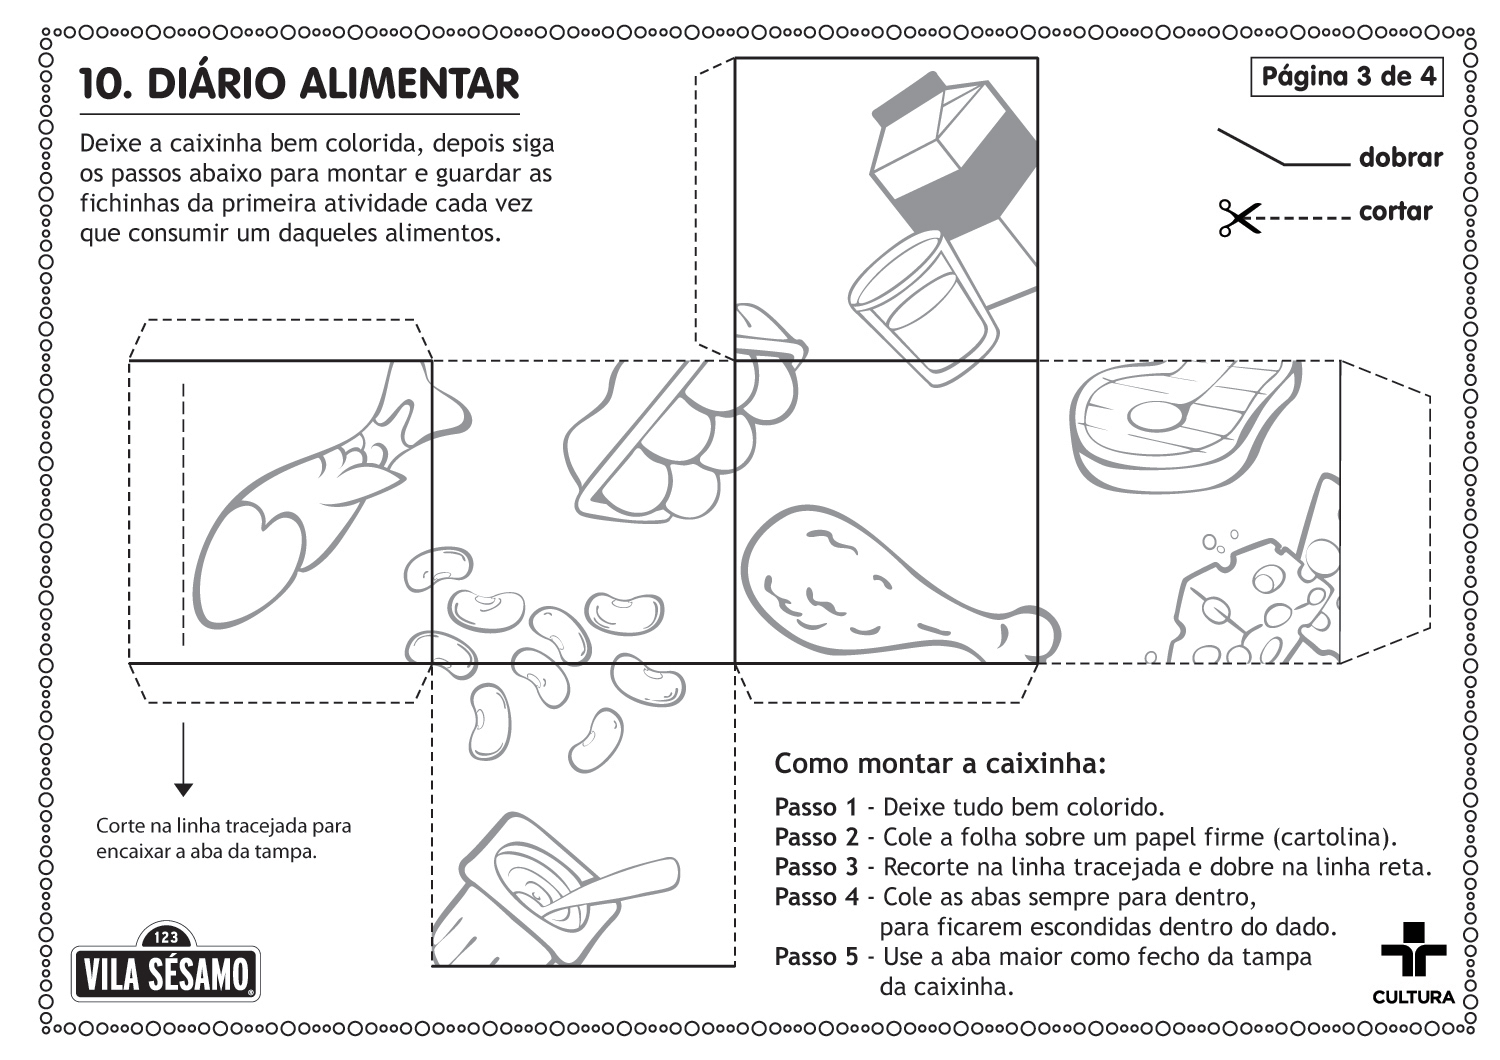 10. DIÁRIO ALIMENTAR
Deixe a caixinha bem colorida, depois siga
os passos abaixo para montar e guardar as
fichinhas da primeira atividade cada vez
que consumir um daqueles alimentos.
Página 3 de 4
dobrar
cortar
Corte na linha tracejada para
encaixar a aba da tampa.
Como montar a caixinha:
Passo 1 - Deixe tudo bem colorido.
Passo 2 - Cole a folha sobre um papel firme (cartolina).
Passo 3 - Recorte na linha tracejada e dobre na linha reta.
Passo 4 - Cole as abas sempre para dentro,
para ficarem escondidas dentro do dado.
Passo 5 - Use a aba maior como fecho da tampa
da caixinha.
123
VILA SÉSAMO®
CULTURA